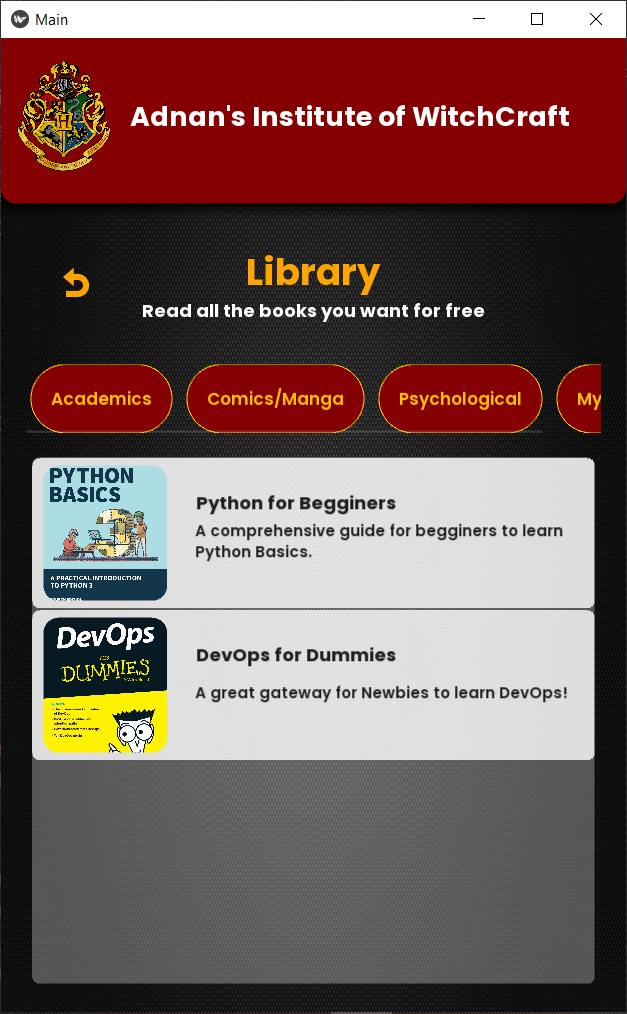 Main
Adnan's Institute of WitchCraft
Library
Read all the books you want for free
Academics
Comics/Manga
Psychological
My
PYTHON
BASICS
A PRACTICAL INTRODUCTION
TO PYTHON 3
Python for Begginers
A comprehensive guide for begginers to learn
Python Basics.
DevOps
FOR
DUMMIES
DevOps for Dummies
A great gateway for Newbies to learn DevOps!